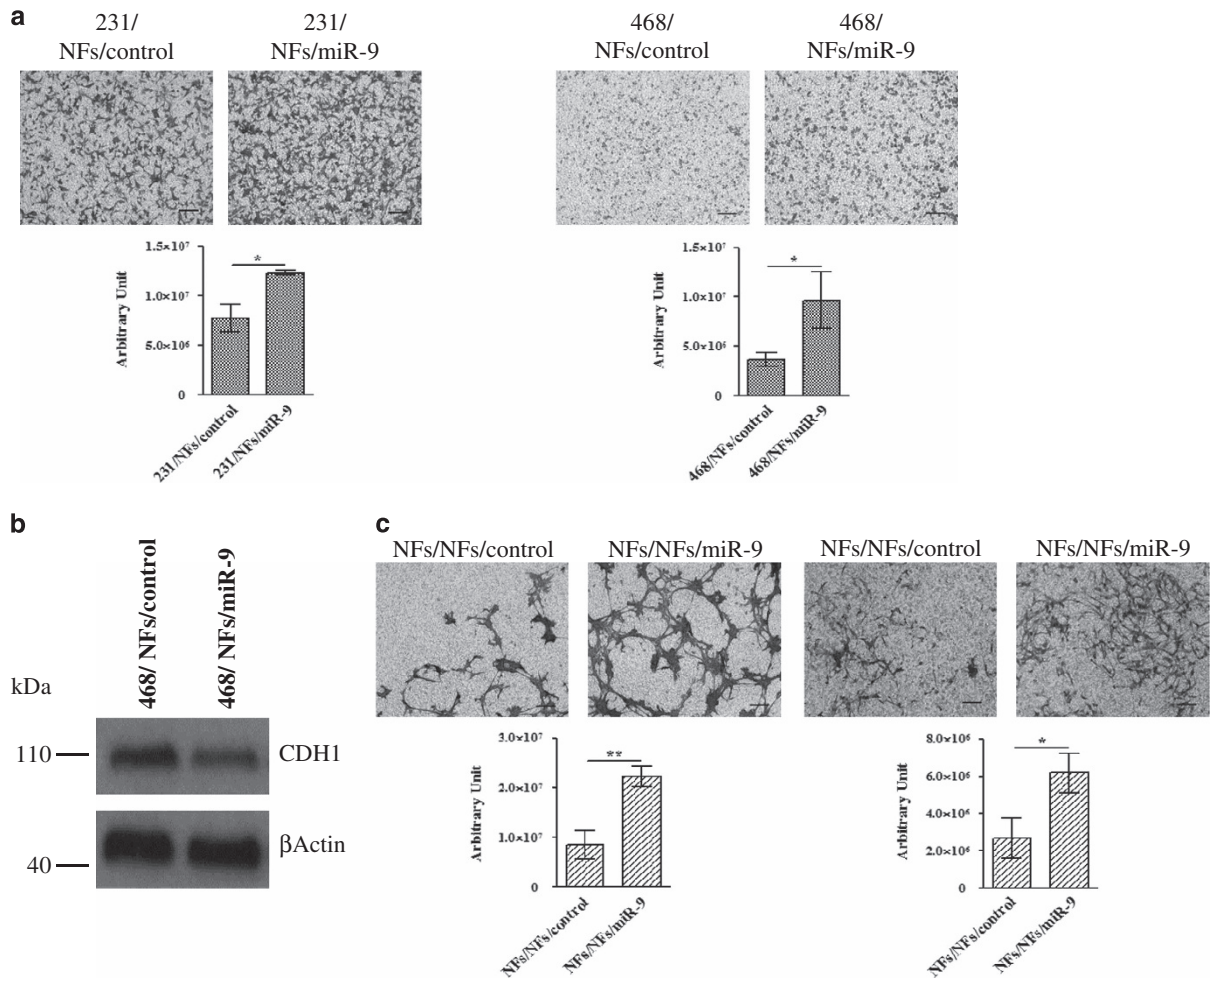 a
231/
NFs/control
231/
NFs/miR-9
468/
NFs/control
468/
NFs/miR-9
1.5×10⁷
1.0×10⁷
5.0×10⁶
0
Arbitrary Unit
*
231/NFs/control
231/NFs/miR-9
1.5×10⁷
1.0×10⁷
5.0×10⁶
0
Arbitrary Unit
*
468/NFs/control
468/NFs/miR-9
b
468/ NFs/control
468/ NFs/miR-9
kDa
110
CDH1
40
βActin
c
NFs/NFs/control
NFs/NFs/miR-9
NFs/NFs/control
NFs/NFs/miR-9
3.0×10⁷
2.0×10⁷
1.0×10⁷
0
Arbitrary Unit
**
NFs/NFs/control
NFs/NFs/miR-9
8.0×10⁶
6.0×10⁶
4.0×10⁶
2.0×10⁶
0
Arbitrary Unit
*
NFs/NFs/control
NFs/NFs/miR-9